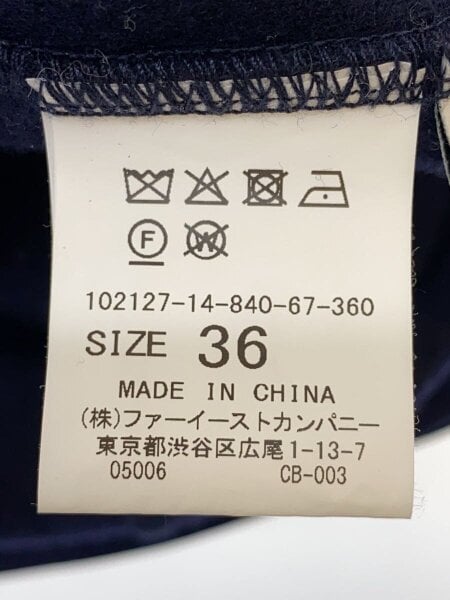 F W
102127-14-840-67-360
SIZE 36
MADE IN CHINA
(株)ファーイーストカンパニー
東京都渋谷区広尾1-13-7
05006 CB-003